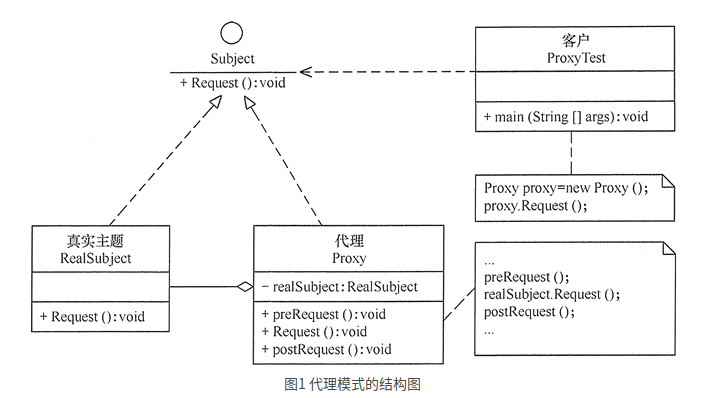 Subject
+ Request ():void
客户
ProxyTest
+ main (String [] args):void
Proxy proxy=new Proxy ();
proxy.Request ();
真实主题
RealSubject
+ Request ():void
代理
Proxy
− realSubject:RealSubject
+ preRequest ():void
+ Request ():void
+ postRequest ():void
...
preRequest ();
realSubject.Request ();
postRequest ();
...
图1 代理模式的结构图